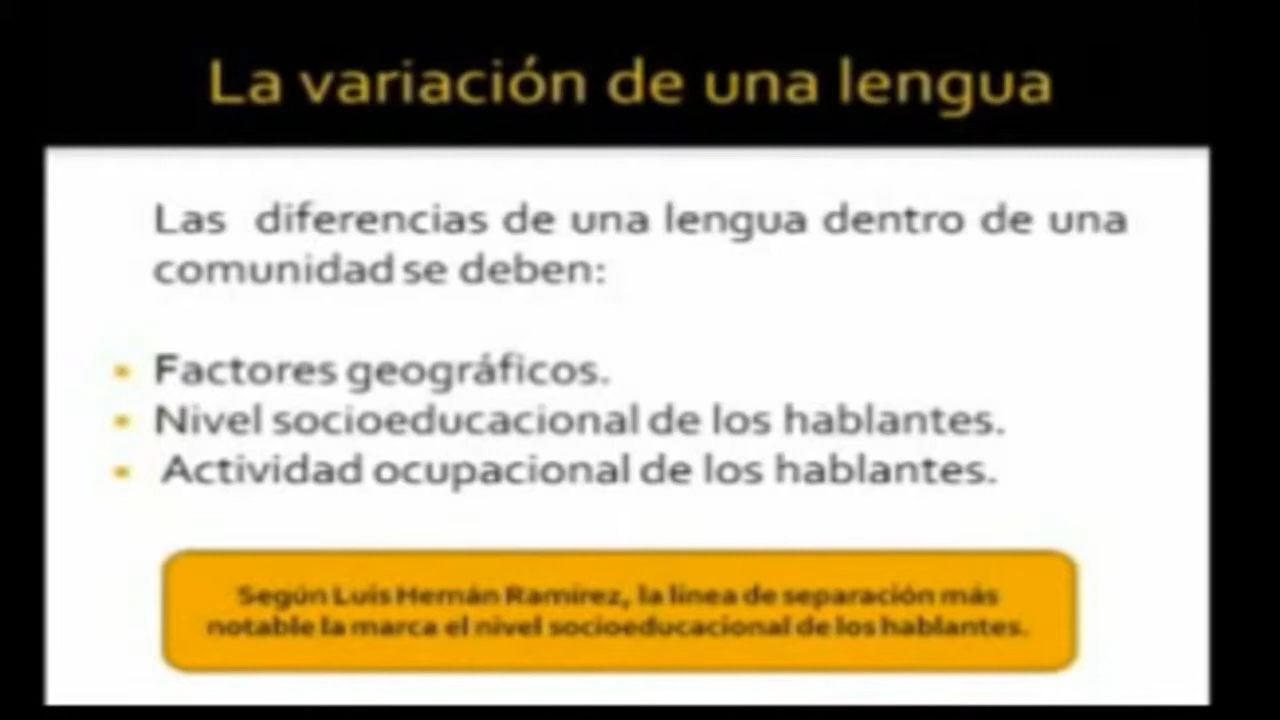 La variación de una lengua
Las diferencias de una lengua dentro de una
comunidad se deben:
Factores geográficos.
Nivel socioeducacional de los hablantes.
Actividad ocupacional de los hablantes.
Según Luis Hernán Ramírez, la línea de separación más
notable la marca el nivel socioeducacional de los hablantes.